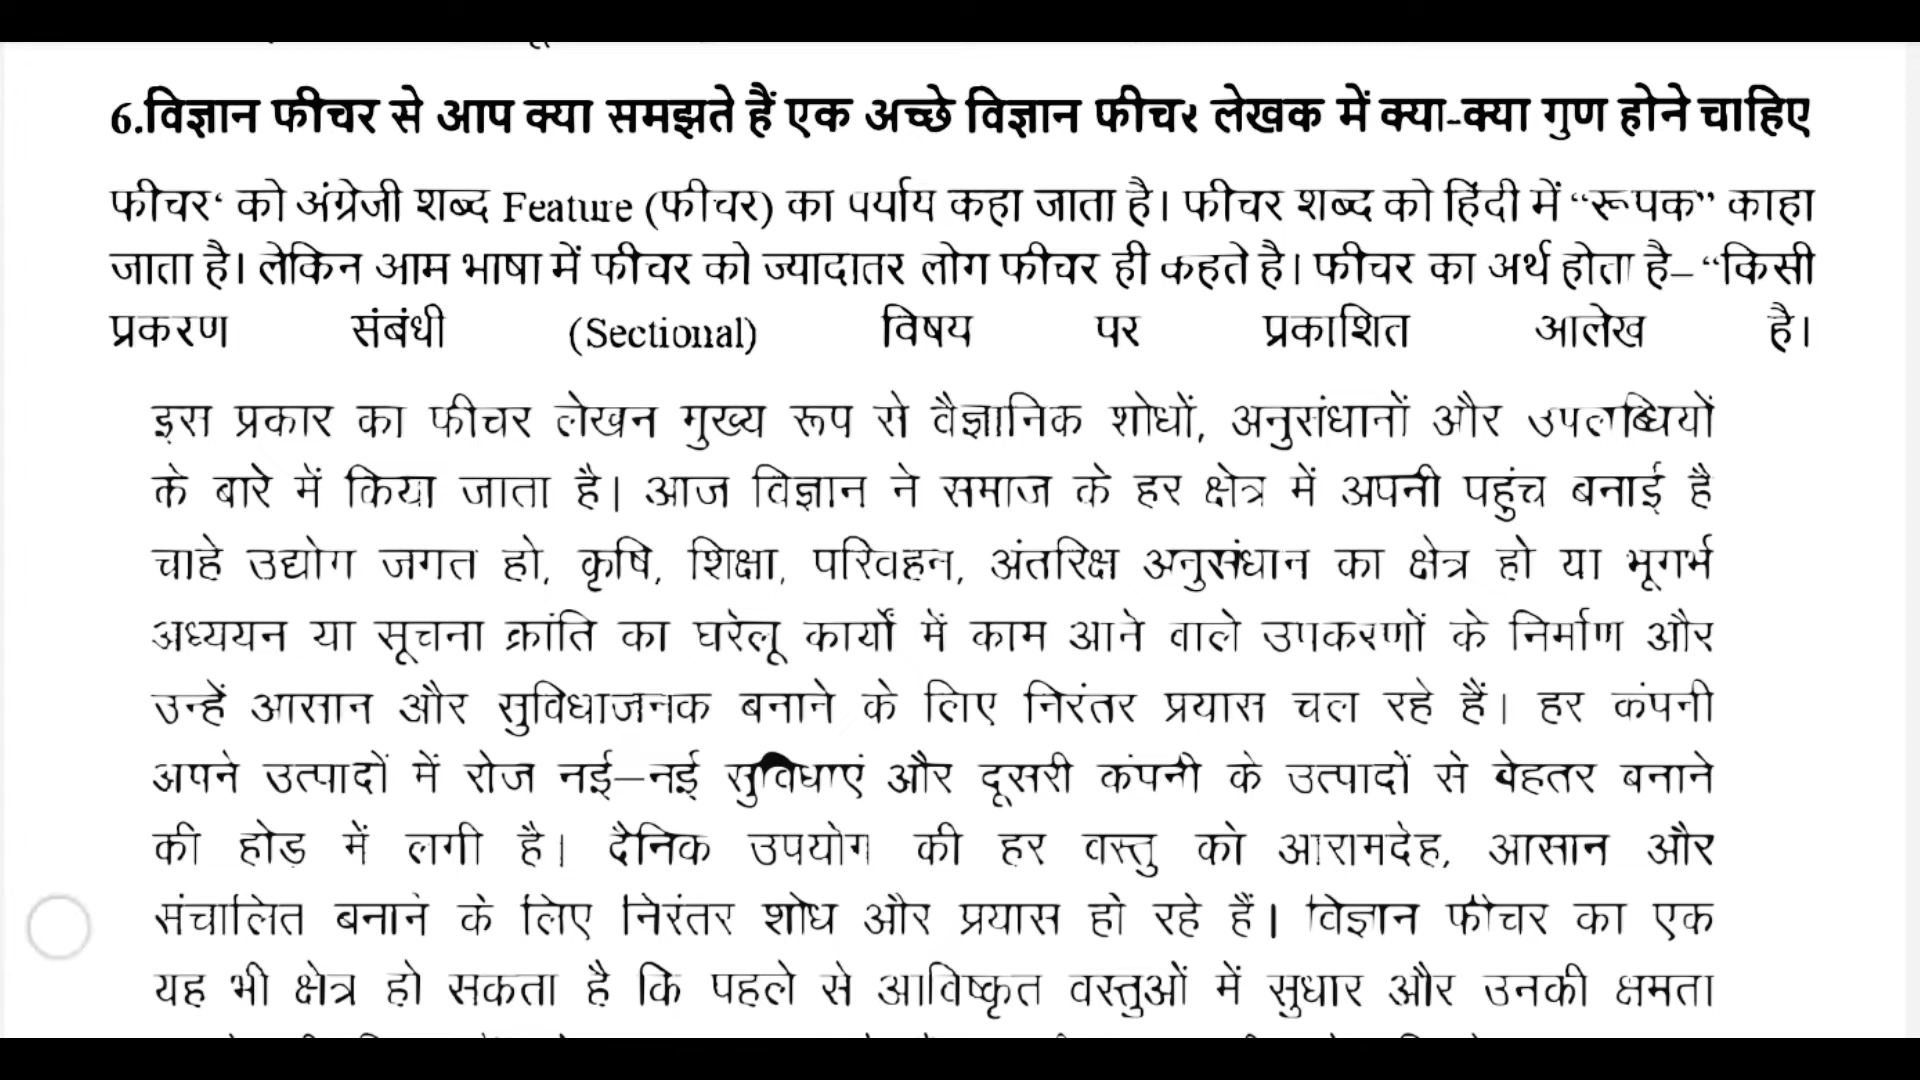 6.विज्ञान फीचर से आप क्या समझते हैं एक अच्छे विज्ञान फीचर लेखक में क्या-क्या गुण होने चाहिए
फीचर‘ को अंग्रेजी शब्द Feature (फीचर) का पर्याय कहा जाता है। फीचर शब्द को हिंदी में “रूपक” काहा
जाता है। लेकिन आम भाषा में फीचर को ज्यादातर लोग फीचर ही कहते है। फीचर का अर्थ होता है– “किसी
प्रकरण संबंधी (Sectional) विषय पर प्रकाशित आलेख है।
इस प्रकार का फीचर लेखन मुख्य रूप से वैज्ञानिक शोधों, अनुसंधानों और उपलब्धियों
के बारे में किया जाता है। आज विज्ञान ने समाज के हर क्षेत्र में अपनी पहुंच बनाई है
चाहे उद्योग जगत हो, कृषि, शिक्षा, परिवहन, अंतरिक्ष अनुसंधान का क्षेत्र हो या भूगर्भ
अध्ययन या सूचना क्रांति का घरेलू कार्यों में काम आने वाले उपकरणों के निर्माण और
उन्हें आसान और सुविधाजनक बनाने के लिए निरंतर प्रयास चल रहे हैं। हर कंपनी
अपने उत्पादों में रोज नई–नई सुविधाएं और दूसरी कंपनी के उत्पादों से बेहतर बनाने
की होड़ में लगी है। दैनिक उपयोग की हर वस्तु को आरामदेह, आसान और
संचालित बनाने के लिए निरंतर शोध और प्रयास हो रहे हैं। विज्ञान फीचर का एक
यह भी क्षेत्र हो सकता है कि पहले से आविष्कृत वस्तुओं में सुधार और उनकी क्षमता